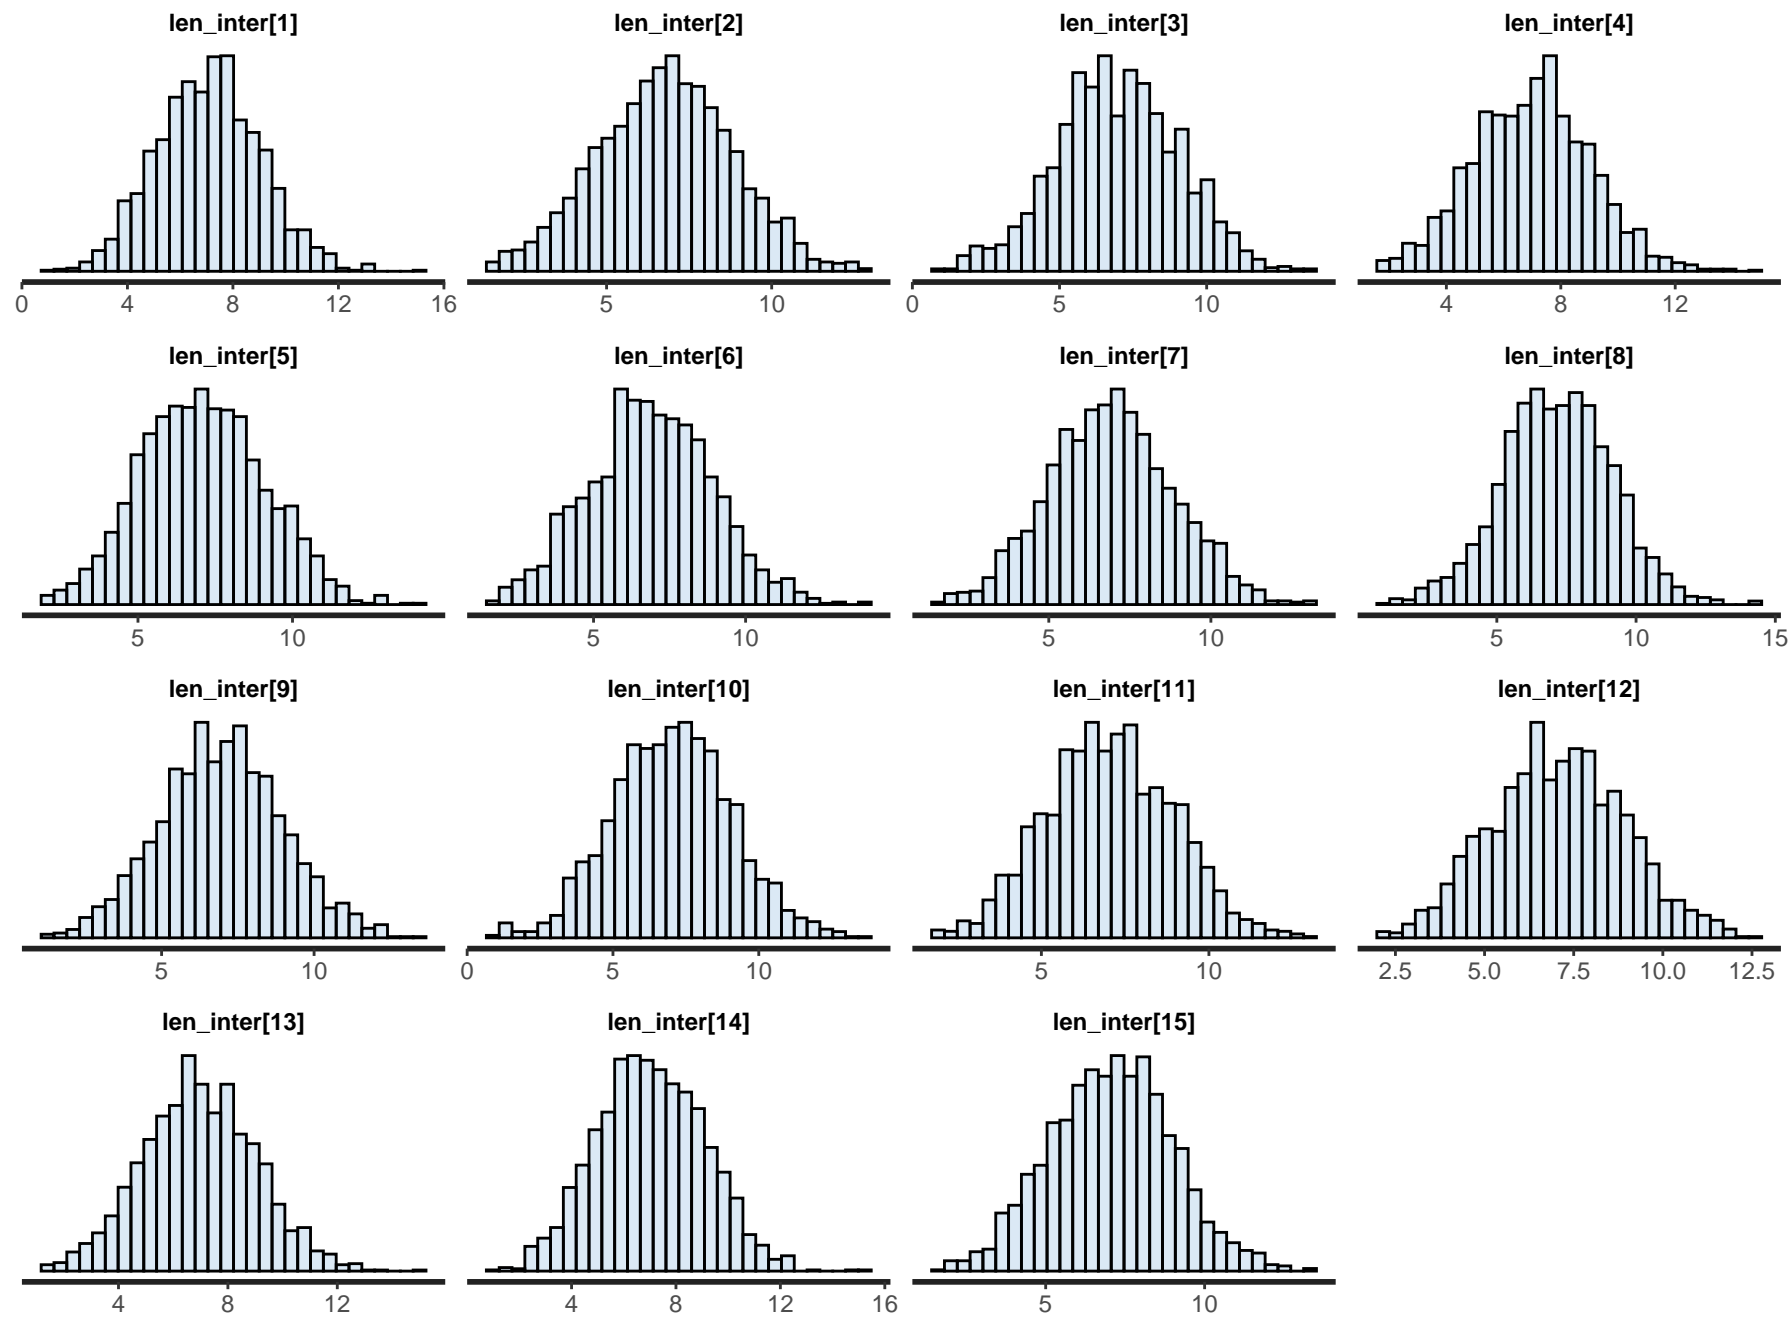 len_inter[1] len_inter[2] len_inter[3] len_inter[4]
0 4 8 12 16 5 10 0 5 10 4 8 12
len_inter[5] len_inter[6] len_inter[7] len_inter[8]
5 10 5 10 5 10 5 10 15
len_inter[9] len_inter[10] len_inter[11] len_inter[12]
5 10 0 5 10 5 10 2.5 5.0 7.5 10.0 12.5
len_inter[13] len_inter[14] len_inter[15]
4 8 12 4 8 12 16 5 10